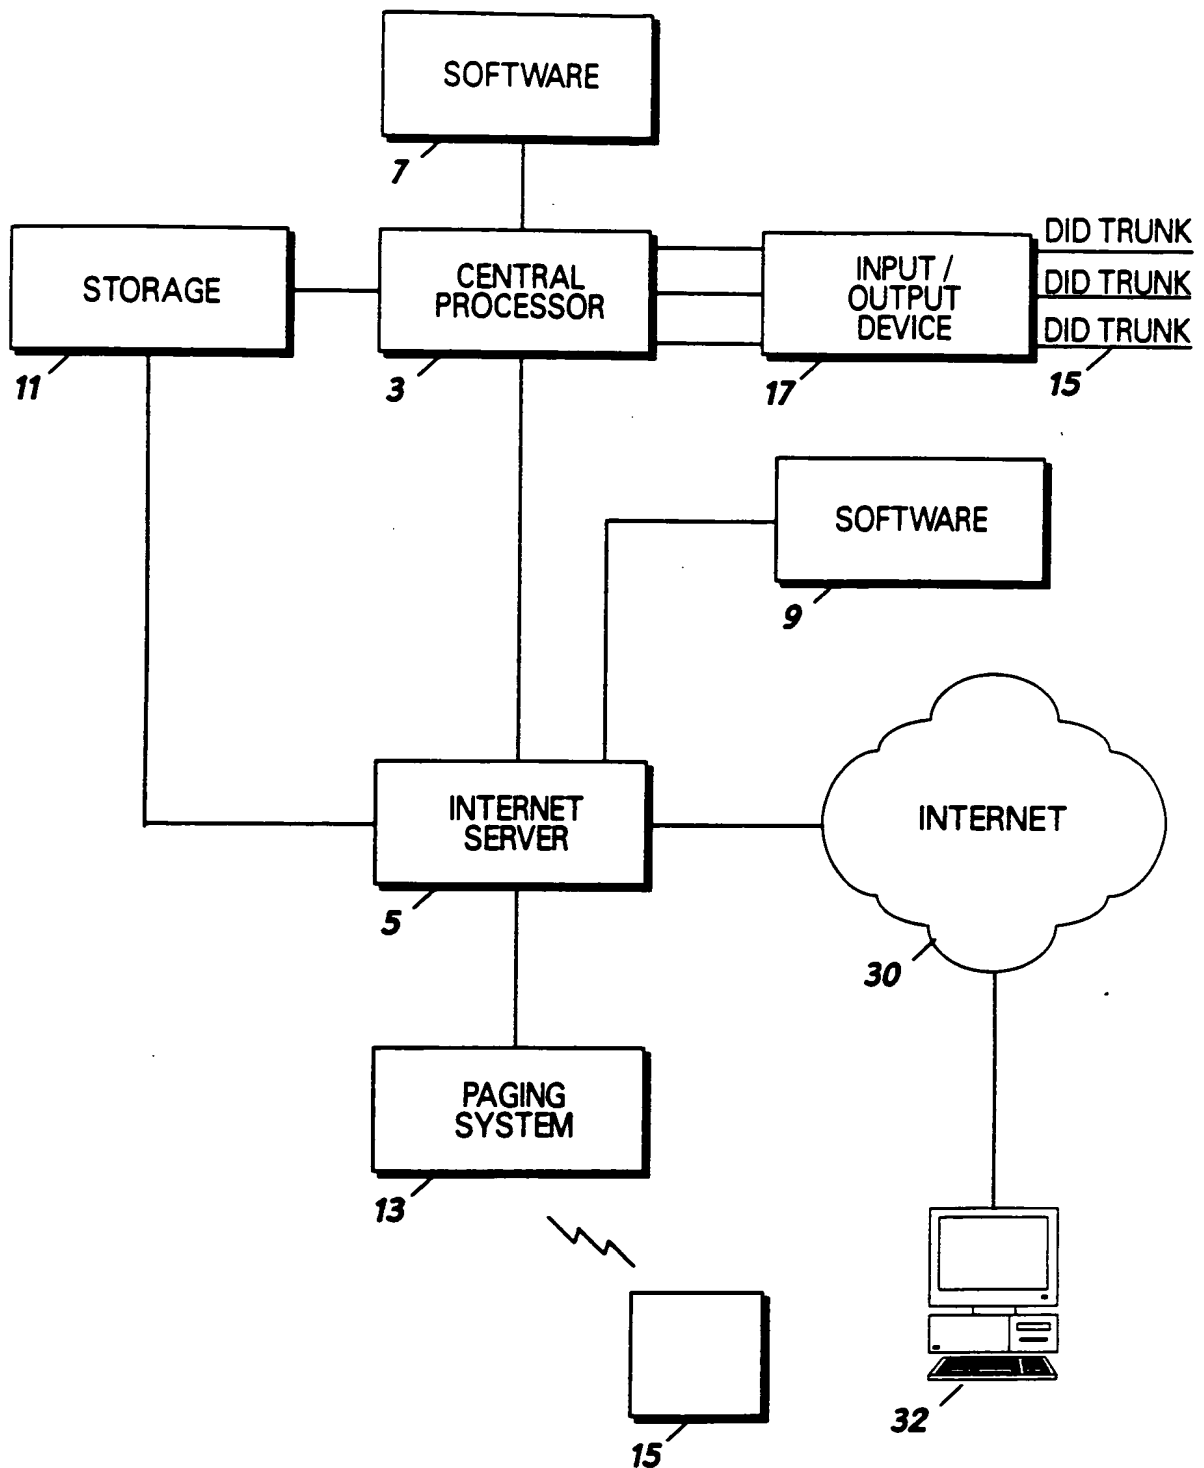 SOFTWARE
7
STORAGE
11
CENTRAL
PROCESSOR
3
INPUT /
OUTPUT
DEVICE
17
DID TRUNK
DID TRUNK
DID TRUNK
15
SOFTWARE
9
INTERNET
SERVER
5
INTERNET
30
PAGING
SYSTEM
13
15
32